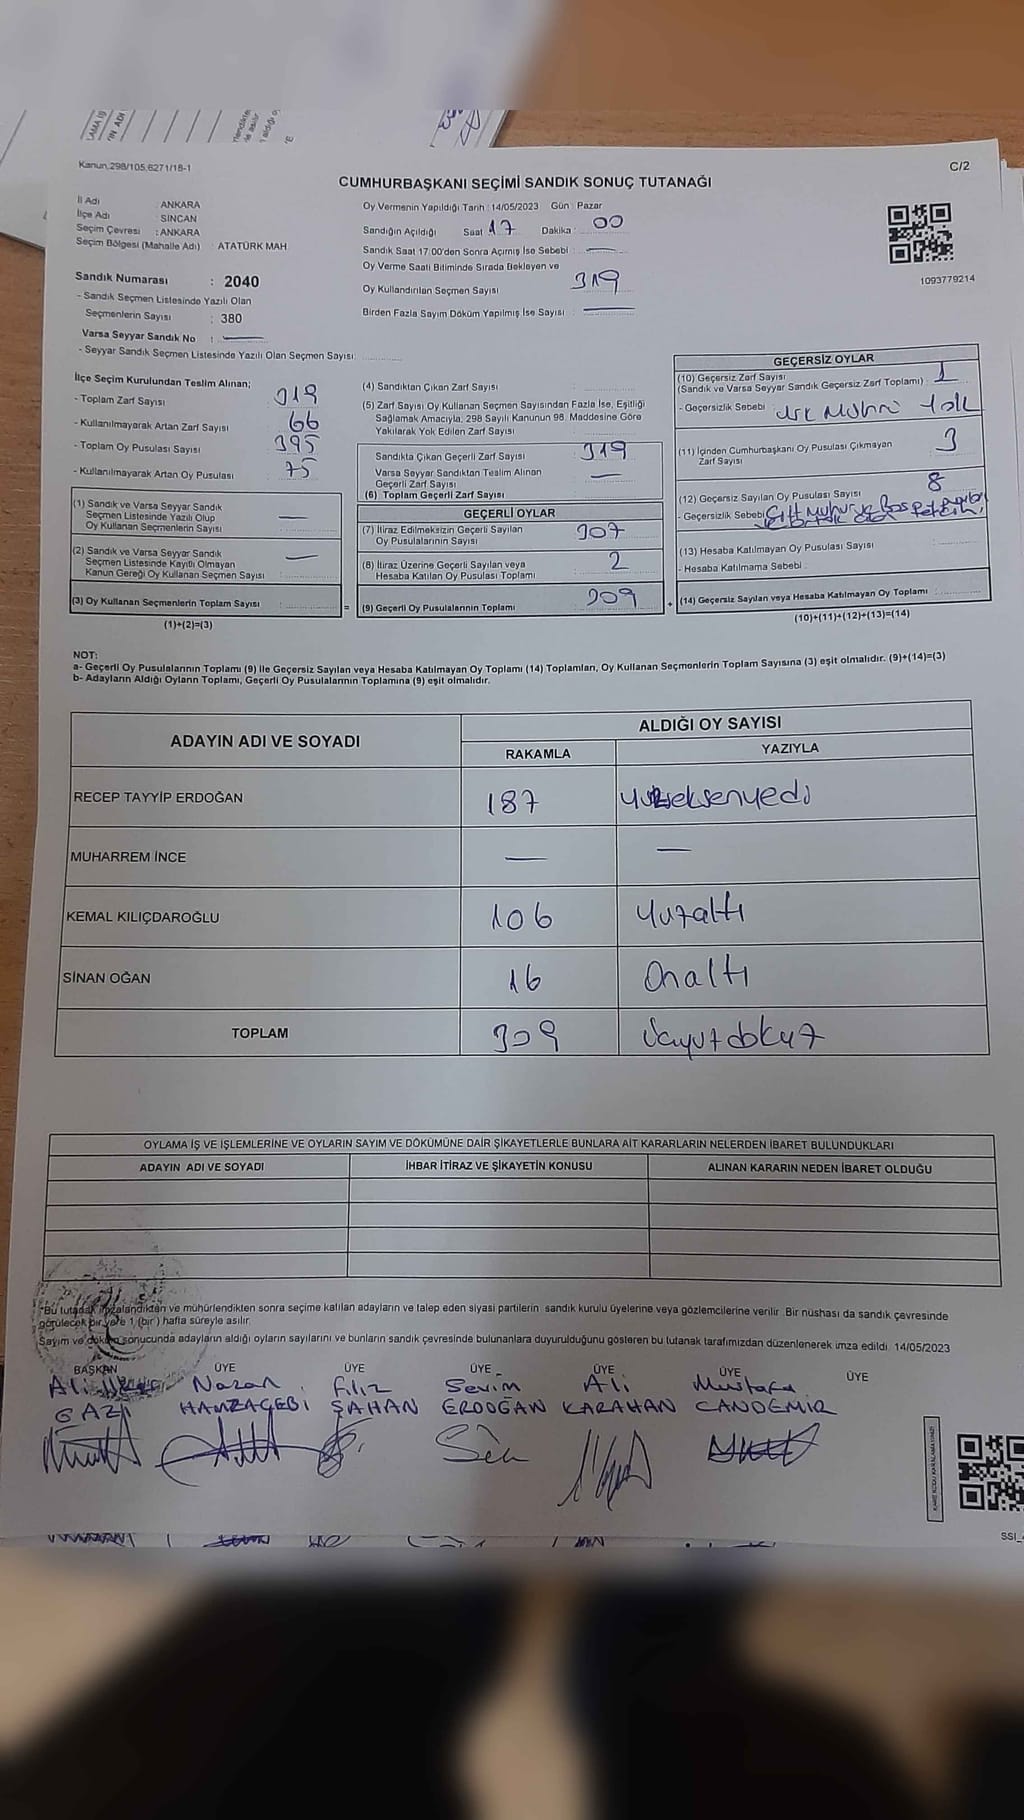 Kanun,298/105,6271/18-1
C/2
CUMHURBAŞKANI SEÇİMİ SANDIK SONUÇ TUTANAĞI
İl Adı : ANKARA
İlçe Adı : SİNCAN
Seçim Çevresi : ANKARA
Seçim Bölgesi (Mahalle Adı) : ATATÜRK MAH.
Sandık Numarası : 2040
- Sandık Seçmen Listesinde Yazılı Olan
Seçmenlerin Sayısı : 380
Varsa Seyyar Sandık No : —
- Seyyar Sandık Seçmen Listesinde Yazılı Olan Seçmen Sayısı:
Oy Vermenin Yapıldığı Tarih : 14/05/2023 Gün : Pazar
Sandığın Açıldığı Saat 17 Dakika : 00
Sandık Saat 17:00'den Sonra Açımış İse Sebebi : —
Oy Verme Saati Bitiminde Sırada Bekleyen ve
Oy Kullandırılan Seçmen Sayısı 319
Birden Fazla Sayım Döküm Yapılmış İse Sayısı : —
1093779214
İlçe Seçim Kurulundan Teslim Alınan;
- Toplam Zarf Sayısı 319
- Kullanılmayarak Artan Zarf Sayısı 66
- Toplam Oy Pusulası Sayısı 395
- Kullanılmayarak Artan Oy Pusulası 75
(1) Sandık ve Varsa Seyyar Sandık
Seçmen Listesinde Yazılı Olup
Oy Kullanan Seçmenlerin Sayısı —
(2) Sandık ve Varsa Seyyar Sandık
Seçmen Listesinde Kayıtlı Olmayan
Kanun Gereği Oy Kullanan Seçmen Sayısı —
(3) Oy Kullanan Seçmenlerin Toplam Sayısı : =
(1)+(2)=(3)
(4) Sandıktan Çıkan Zarf Sayısı
(5) Zarf Sayısı Oy Kullanan Seçmen Sayısından Fazla İse, Eşitliği
Sağlamak Amacıyla, 298 Sayılı Kanunun 98. Maddesine Göre
Yakılarak Yok Edilen Zarf Sayısı
Sandıkta Çıkan Geçerli Zarf Sayısı 319
Varsa Seyyar Sandıktan Teslim Alınan
Geçerli Zarf Sayısı —
(6) Toplam Geçerli Zarf Sayısı
GEÇERLİ OYLAR
(7) İtiraz Edilmeksizin Geçerli Sayılan
Oy Pusulalarının Sayısı 307
(8) İtiraz Üzerine Geçerli Sayılan veya
Hesaba Katılan Oy Pusulası Toplamı 2
(9) Geçerli Oy Pusulalarının Toplamı 309 +
GEÇERSİZ OYLAR
(10) Geçersiz Zarf Sayısı
(Sandık ve Varsa Seyyar Sandık Geçersiz Zarf Toplamı) : 1
- Geçersizlik Sebebi Mührü Yok
(11) İçinden Cumhurbaşkanı Oy Pusulası Çıkmayan
Zarf Sayısı 3
(12) Geçersiz Sayılan Oy Pusulası Sayısı 8
- Geçersizlik Sebebi Çift Mühür ve Boş
(13) Hesaba Katılmayan Oy Pusulası Sayısı
- Hesaba Katılmama Sebebi
(14) Geçersiz Sayılan veya Hesaba Katılmayan Oy Toplamı
(10)+(11)+(12)+(13)=(14)
NOT:
a- Geçerli Oy Pusulalarının Toplamı (9) ile Geçersiz Sayılan veya Hesaba Katılmayan Oy Toplamı (14) Toplamları, Oy Kullanan Seçmenlerin Toplam Sayısına (3) eşit olmalıdır. (9)+(14)=(3)
b- Adayların Aldığı Oyların Toplamı, Geçerli Oy Pusulalarının Toplamına (9) eşit olmalıdır.
ADAYIN ADI VE SOYADI
ALDIĞI OY SAYISI
RAKAMLA YAZIYLA
RECEP TAYYİP ERDOĞAN 187 yüzseksenyedi
MUHARREM İNCE — —
KEMAL KILIÇDAROĞLU 106 Yüzaltı
SİNAN OĞAN 16 Onaltı
TOPLAM 309 Üçyüzdokuz
OYLAMA İŞ VE İŞLEMLERİNE VE OYLARIN SAYIM VE DÖKÜMÜNE DAİR ŞİKAYETLERLE BUNLARA AİT KARARLARIN NELERDEN İBARET BULUNDUKLARI
ADAYIN ADI VE SOYADI İHBAR İTİRAZ VE ŞİKAYETİN KONUSU ALINAN KARARIN NEDEN İBARET OLDUĞU
*Bu tutanak imzalandıktan ve mühürlendikten sonra seçime katılan adayların ve talep eden siyasi partilerin sandık kurulu üyelerine veya gözlemcilerine verilir. Bir nüshası da sandık çevresinde
görülecek bir yere 1 (bir) hafta süreyle asılır.
Sayım ve döküm sonucunda adayların aldığı oyların sayılarını ve bunların sandık çevresinde bulunanlara duyurulduğunu gösteren bu tutanak tarafımızdan düzenlenerek imza edildi. 14/05/2023
BAŞKAN ÜYE ÜYE ÜYE ÜYE ÜYE ÜYE
Ali Nazan Filiz Sevim Ali Mustafa
GAZİ HAMZAÇEBİ ŞAHAN ERDOĞAN KARAHAN CANDEMİR
KARE KODU KARALAMAYINIZ!
SSI_